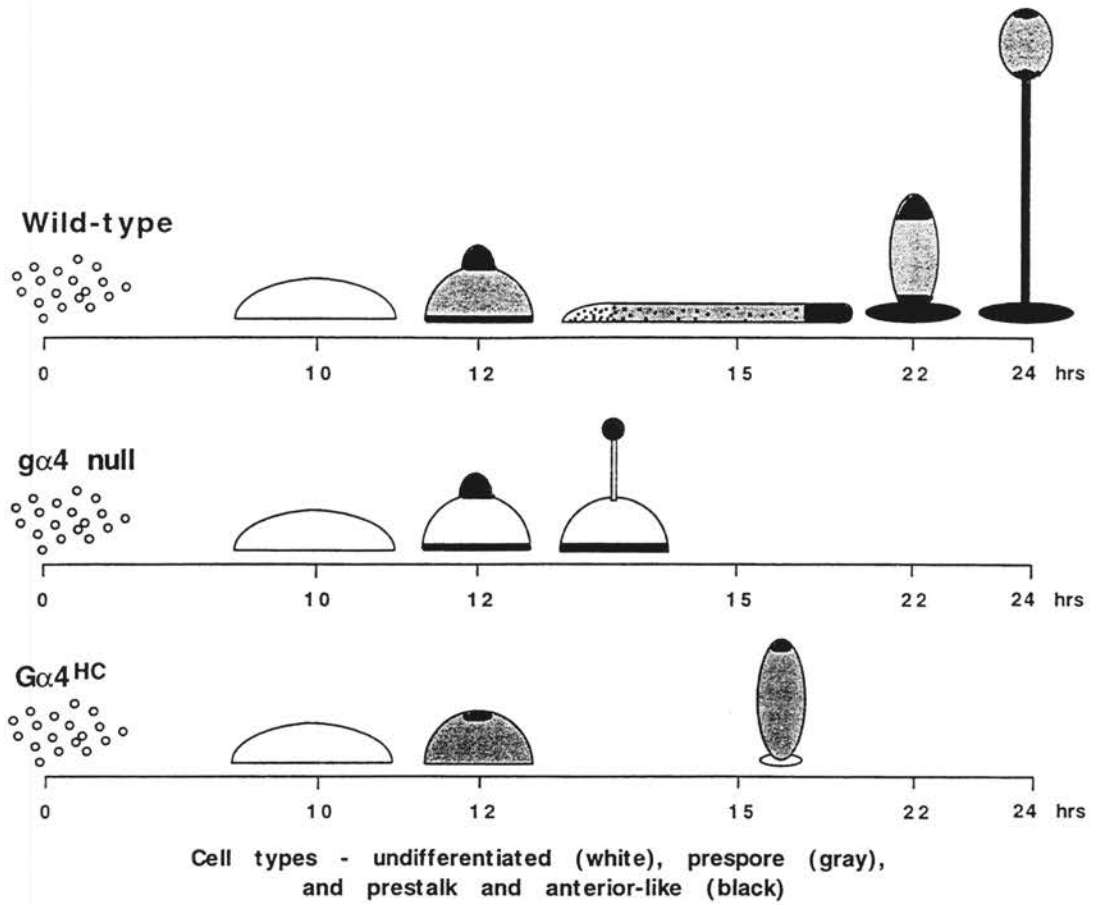 Wild-type
0 10 12 15 22 24 hrs
gα4 null
0 10 12 15 22 24 hrs
Gα4HC
0 10 12 15 22 24 hrs
Cell types - undifferentiated (white), prespore (gray),
and prestalk and anterior-like (black)